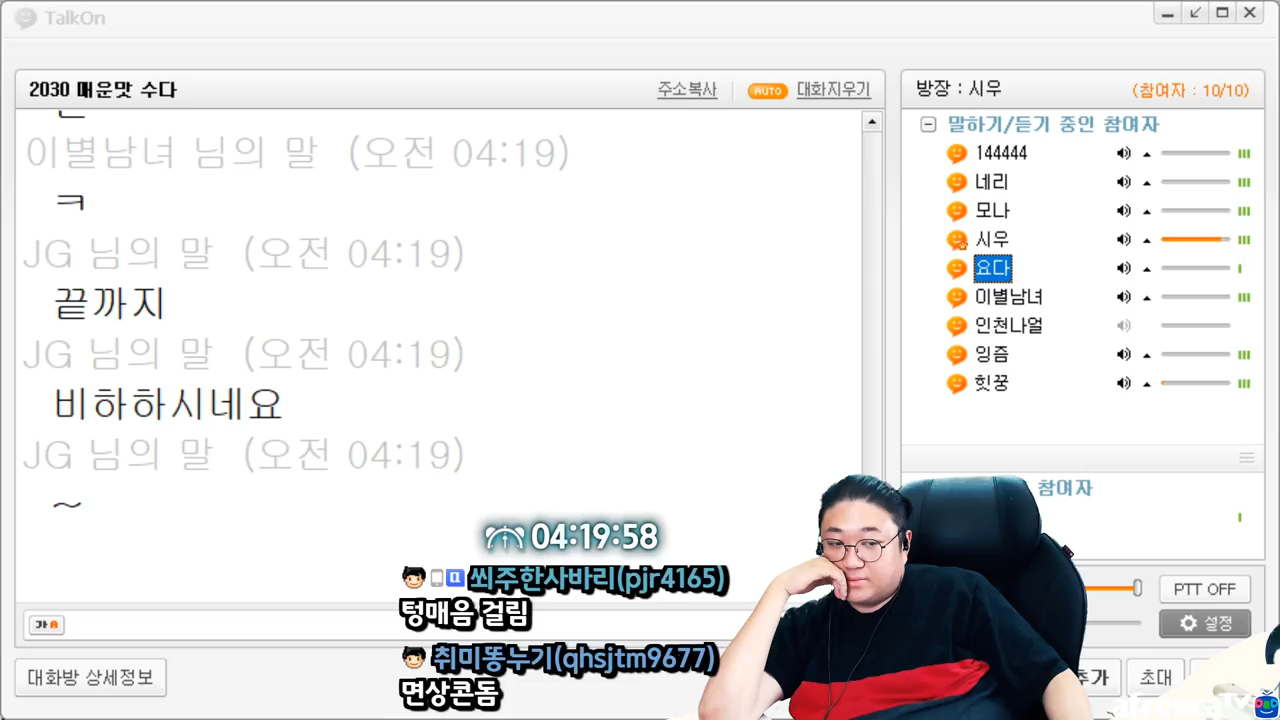 TalkOn
2030 매운맛 수다
주소복사
AUTO
대화지우기
이별남녀 님의 말 (오전 04:19)
ㅋ
JG 님의 말 (오전 04:19)
끝까지
JG 님의 말 (오전 04:19)
비하하시네요
JG 님의 말 (오전 04:19)
~
가A
대화방 상세정보
방장 : 시우
(참여자 : 10/10)
말하기/듣기 중인 참여자
144444
네리
모나
시우
요다
이별남녀
인천나얼
잉즘
힛꿍
참여자
PTT OFF
설정
추가
초대
04:19:58
쐬주한사바리(pjr4165)
텅매음 걸림
취미똥누기(qhsjtm9677)
면상콘돔
afreecaTV